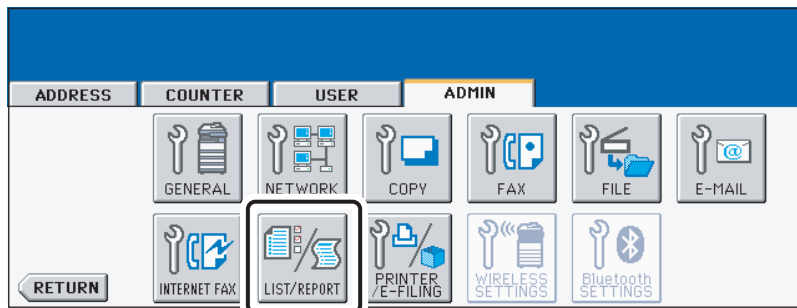 ADDRESS COUNTER USER ADMIN
GENERAL NETWORK COPY FAX FILE E-MAIL
@
INTERNET FAX LIST/REPORT PRINTER
/E-FILING WIRELESS
SETTINGS Bluetooth
SETTINGS
RETURN